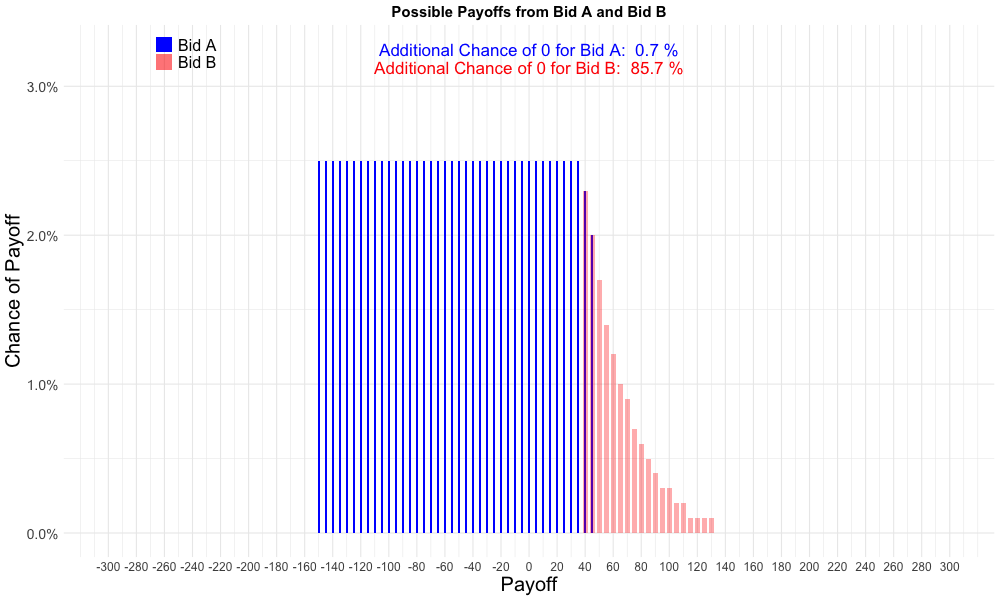 Possible Payoffs from Bid A and Bid B
Bid A
Bid B
Additional Chance of 0 for Bid A:  0.7 %
Additional Chance of 0 for Bid B:  85.7 %
Chance of Payoff
3.0%
2.0%
1.0%
0.0%
-300 -280 -260 -240 -220 -200 -180 -160 -140 -120 -100 -80 -60 -40 -20 0 20 40 60 80 100 120 140 160 180 200 220 240 260 280 300
Payoff